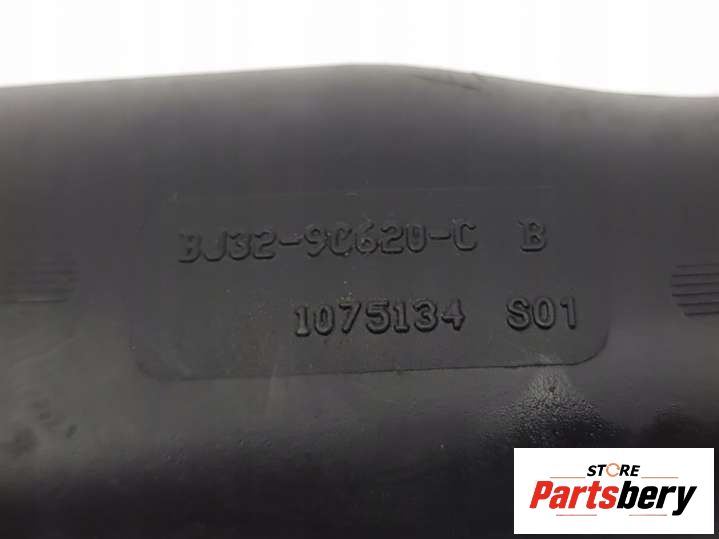 BJ32-9C620-C B
1075134 S01
STORE
Partsbery